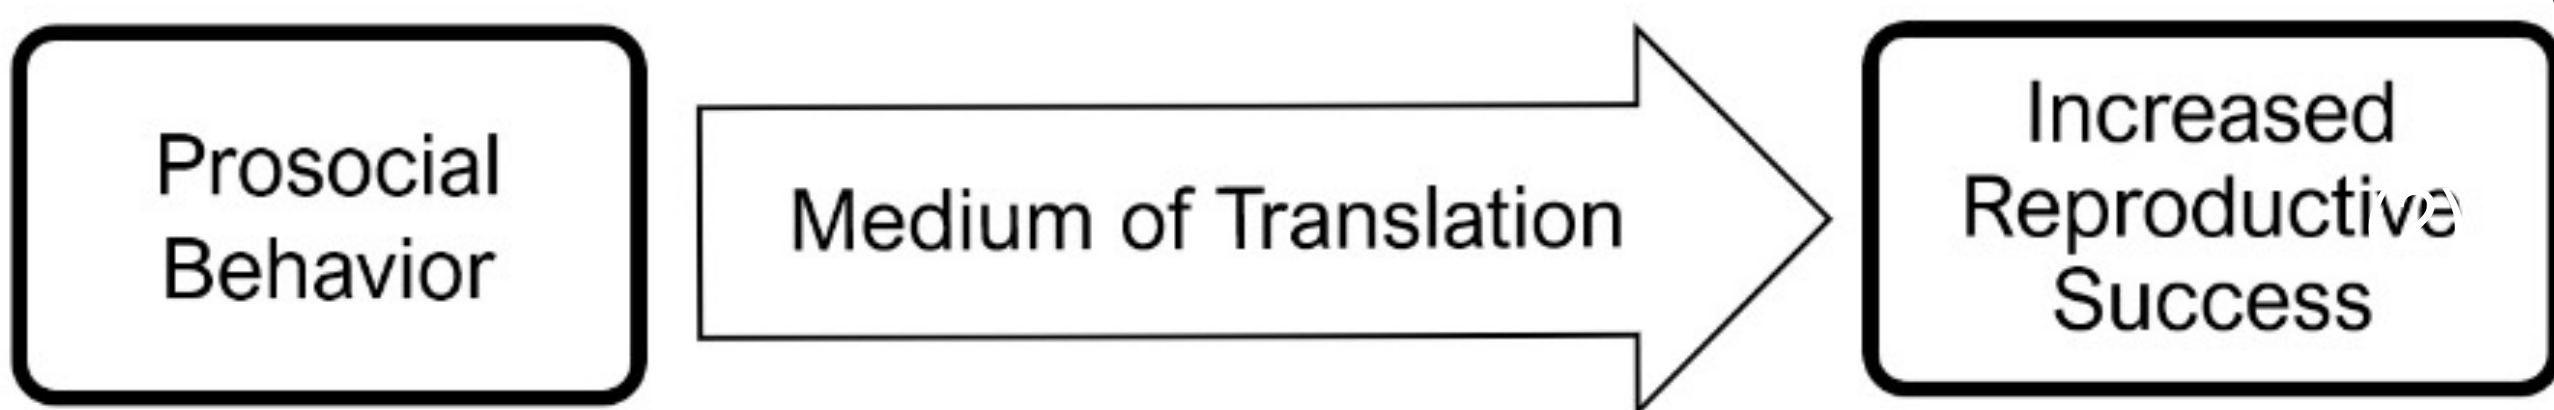 Prosocial
Behavior
Medium of Translation
Increased
Reproductive
Success